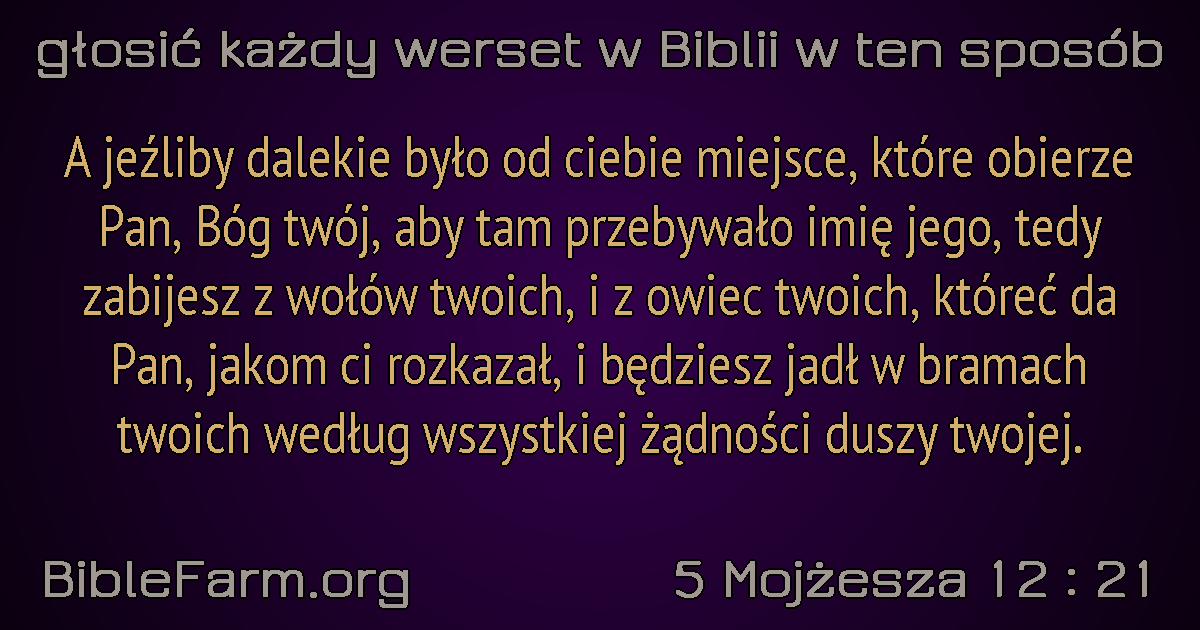 głosić każdy werset w Biblii w ten sposób
A jeźliby dalekie było od ciebie miejsce, które obierze
Pan, Bóg twój, aby tam przebywało imię jego, tedy
zabijesz z wołów twoich, i z owiec twoich, któreć da
Pan, jakom ci rozkazał, i będziesz jadł w bramach
twoich według wszystkiej żądności duszy twojej.
BibleFarm.org
5 Mojżesza 12 : 21